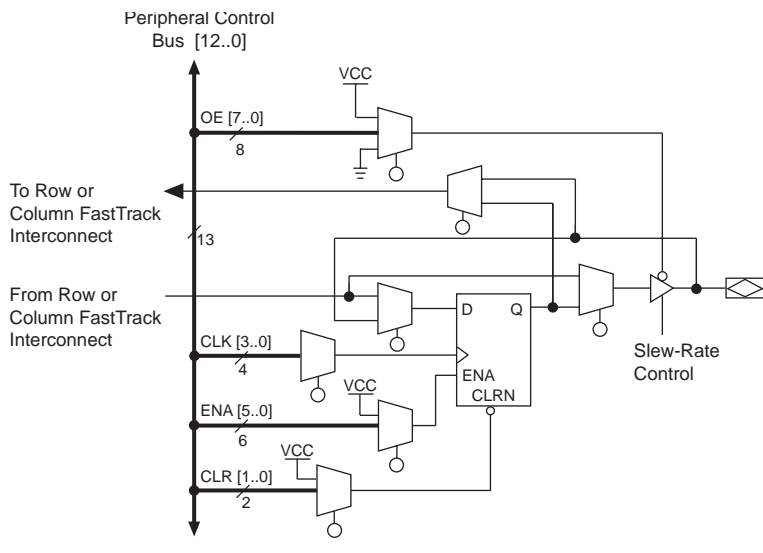 Peripheral Control
Bus [12..0]
VCC
OE [7..0]
8
To Row or
Column FastTrack
Interconnect
13
From Row or
Column FastTrack
Interconnect
D
Q
CLK [3..0]
4
Slew-Rate
Control
ENA
VCC
CLRN
ENA [5..0]
6
VCC
CLR [1..0]
2